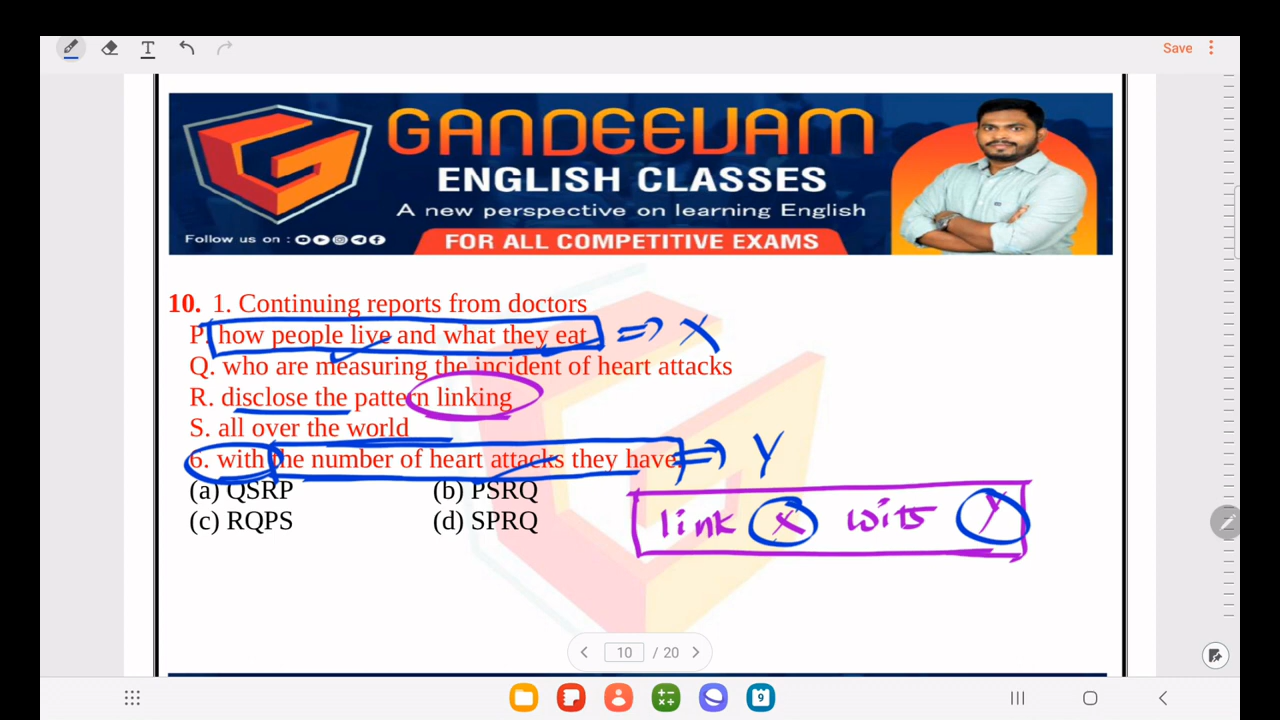 T
Save
GANDEEVAM
ENGLISH CLASSES
A new perspective on learning English
Follow us on :
FOR ALL COMPETITIVE EXAMS
10. 1. Continuing reports from doctors
P. how people live and what they eat => X
Q. who are measuring the incident of heart attacks
R. disclose the pattern linking
S. all over the world
6. with the number of heart attacks they have. => Y
(a) QSRP (b) PSRQ
(c) RQPS (d) SPRQ
link X with Y
10 / 20
9